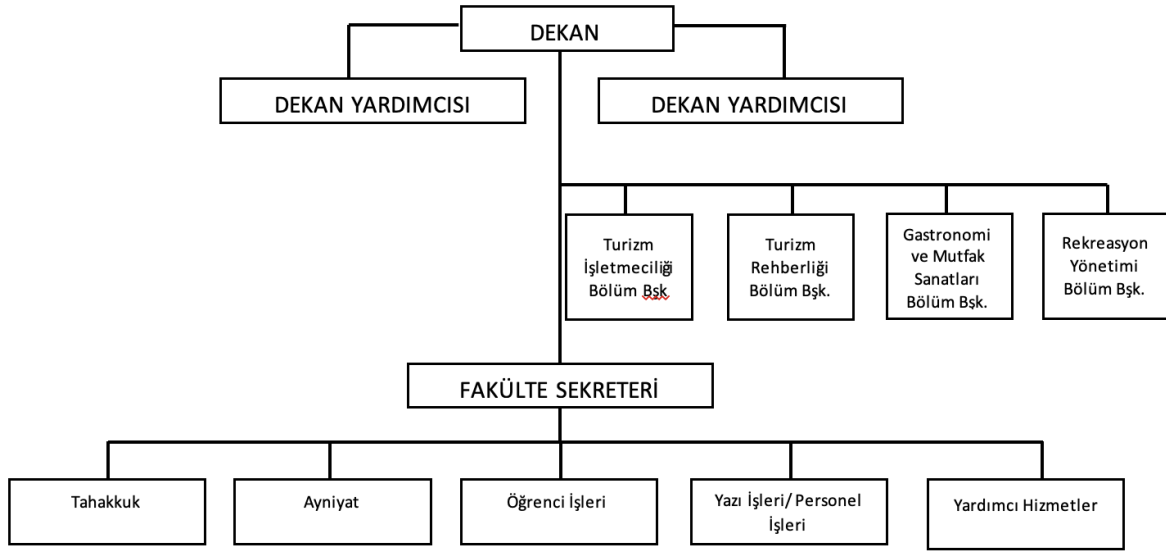 DEKAN
DEKAN YARDIMCISI
DEKAN YARDIMCISI
Turizm
İşletmeciliği
Bölüm Bşk
Turizm
Rehberliği
Bölüm Bşk.
Gastronomi
ve Mutfak
Sanatları
Bölüm Bşk.
Rekreasyon
Yönetimi
Bölüm Bşk.
FAKÜLTE SEKRETERİ
Tahakkuk
Ayniyat
Öğrenci İşleri
Yazı İşleri/ Personel
İşleri
Yardımcı Hizmetler